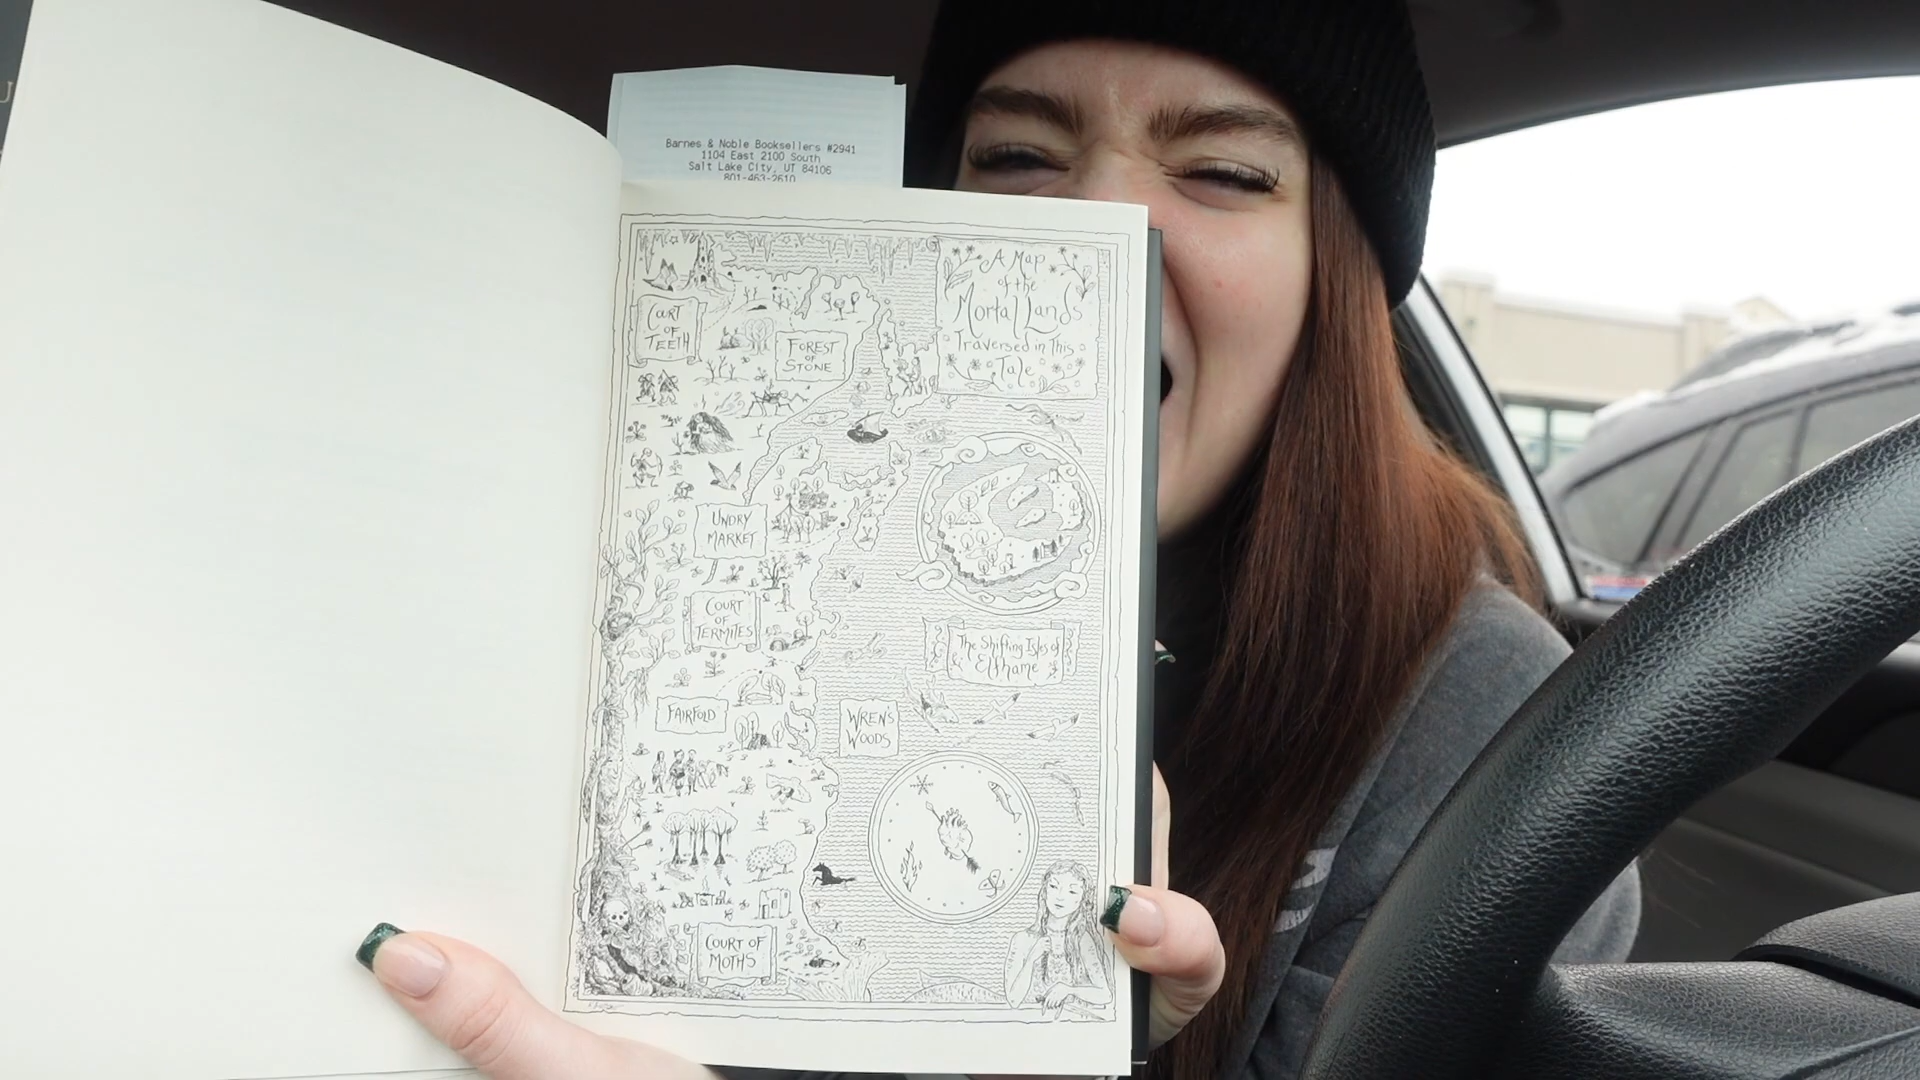 Barnes & Noble Booksellers #2941
1104 East 2100 South
Salt Lake City, UT 84106
801-463-2610
A Map
of the
Mortal Lands
Traversed in This
Tale
COURT
OF
TEETH
FOREST
OF
STONE
UNDRY
MARKET
COURT
OF
TERMITES
The Shifting Isles of
Elfhame
FAIRFOLD
WREN'S
WOODS
COURT OF
MOTHS